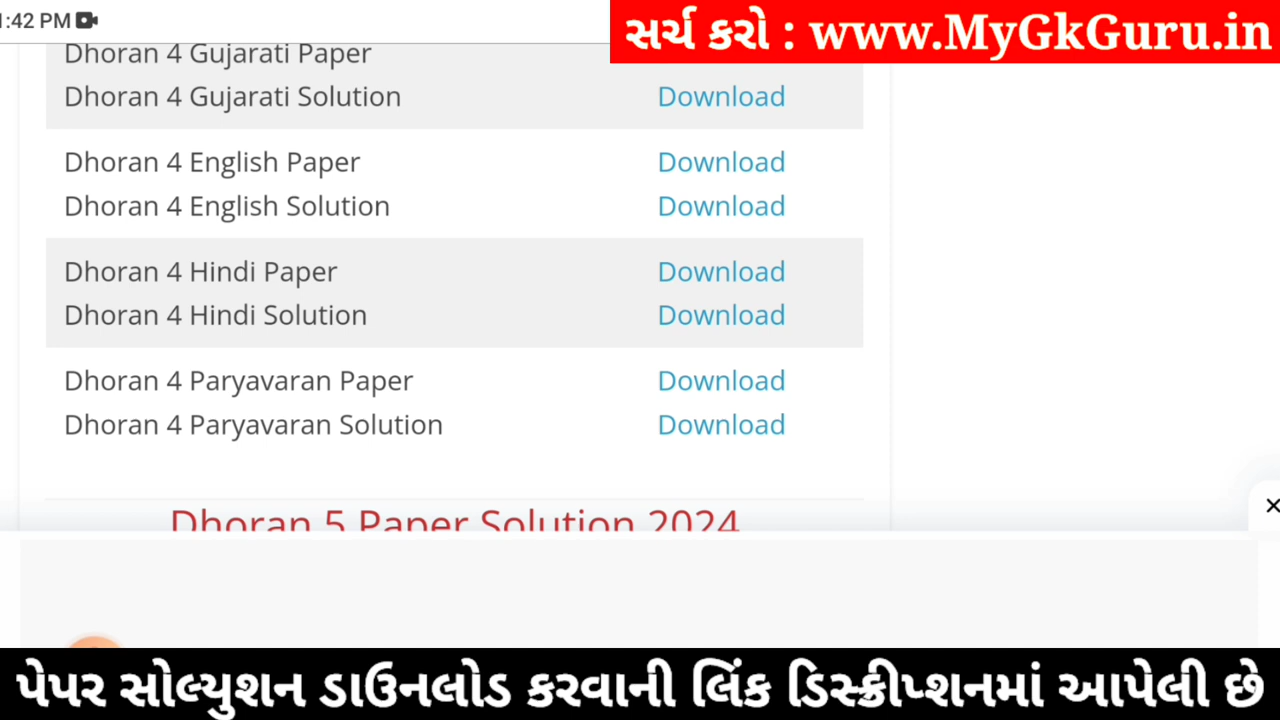 1:42 PM
સર્ચ કરો : www.MyGkGuru.in
Dhoran 4 Gujarati Paper
Dhoran 4 Gujarati Solution Download
Dhoran 4 English Paper Download
Dhoran 4 English Solution Download
Dhoran 4 Hindi Paper Download
Dhoran 4 Hindi Solution Download
Dhoran 4 Paryavaran Paper Download
Dhoran 4 Paryavaran Solution Download
Dhoran 5 Paper Solution 2024
પેપર સોલ્યુશન ડાઉનલોડ કરવાની લિંક ડિસ્ક્રીપ્શનમાં આપેલી છે